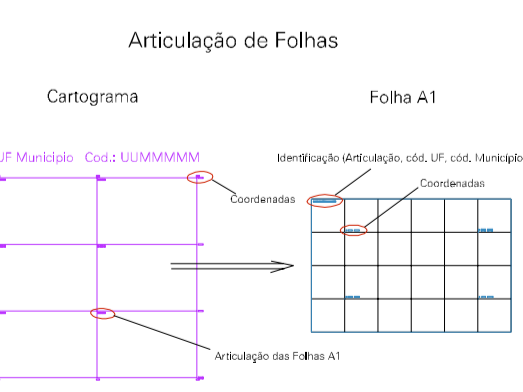 Articulação de Folhas
Cartograma
Folha A1
UF Municipio Cod.: UUMMMMM
Identificação (Articulação, cód. UF, cód. Município
Coordenadas
Coordenadas
Articulação das Folhas A1